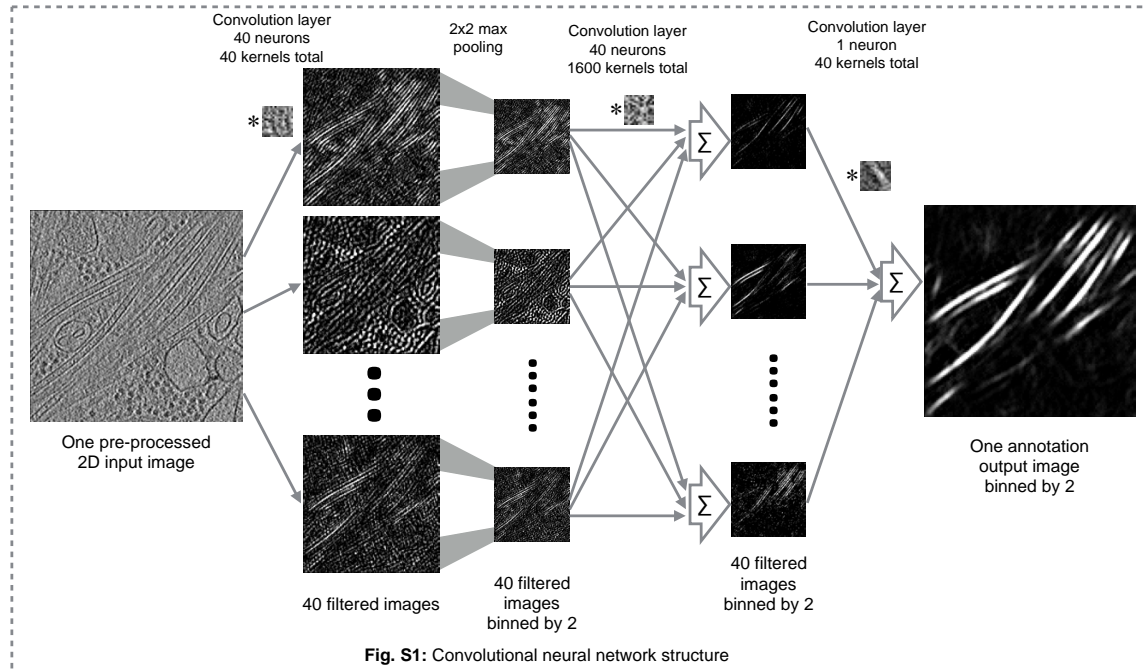 Convolution layer
40 neurons
40 kernels total
2x2 max
pooling
Convolution layer
40 neurons
1600 kernels total
Convolution layer
1 neuron
40 kernels total
*
*
*
Σ
Σ
Σ
Σ
One pre-processed
2D input image
40 filtered images
40 filtered
images
binned by 2
40 filtered
images
binned by 2
One annotation
output image
binned by 2
Fig. S1: Convolutional neural network structure